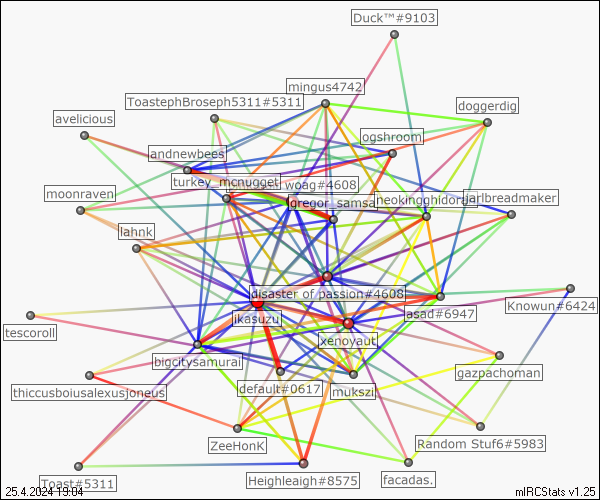 Duck™#9103
mingus4742
ToastephBroseph5311#5311
doggerdig
avelicious
ogshroom
andnewbees
turkey_mcnugget
woag#4608
moonraven
gregor_samsa
neokingghidorah
jarlbreadmaker
lahnk
disaster of passion#4608
Knowun#6424
asad#6947
ikasuzu
tescoroll
xenoyaut
bigcitysamurai
gazpachoman
default#0617
mukszi
thiccusboiusalexusjoneus
ZeeHonK
Random Stuf6#5983
Toast#5311
Heighleaigh#8575
facadas.
25.4.2024 19:04
mIRCStats v1.25